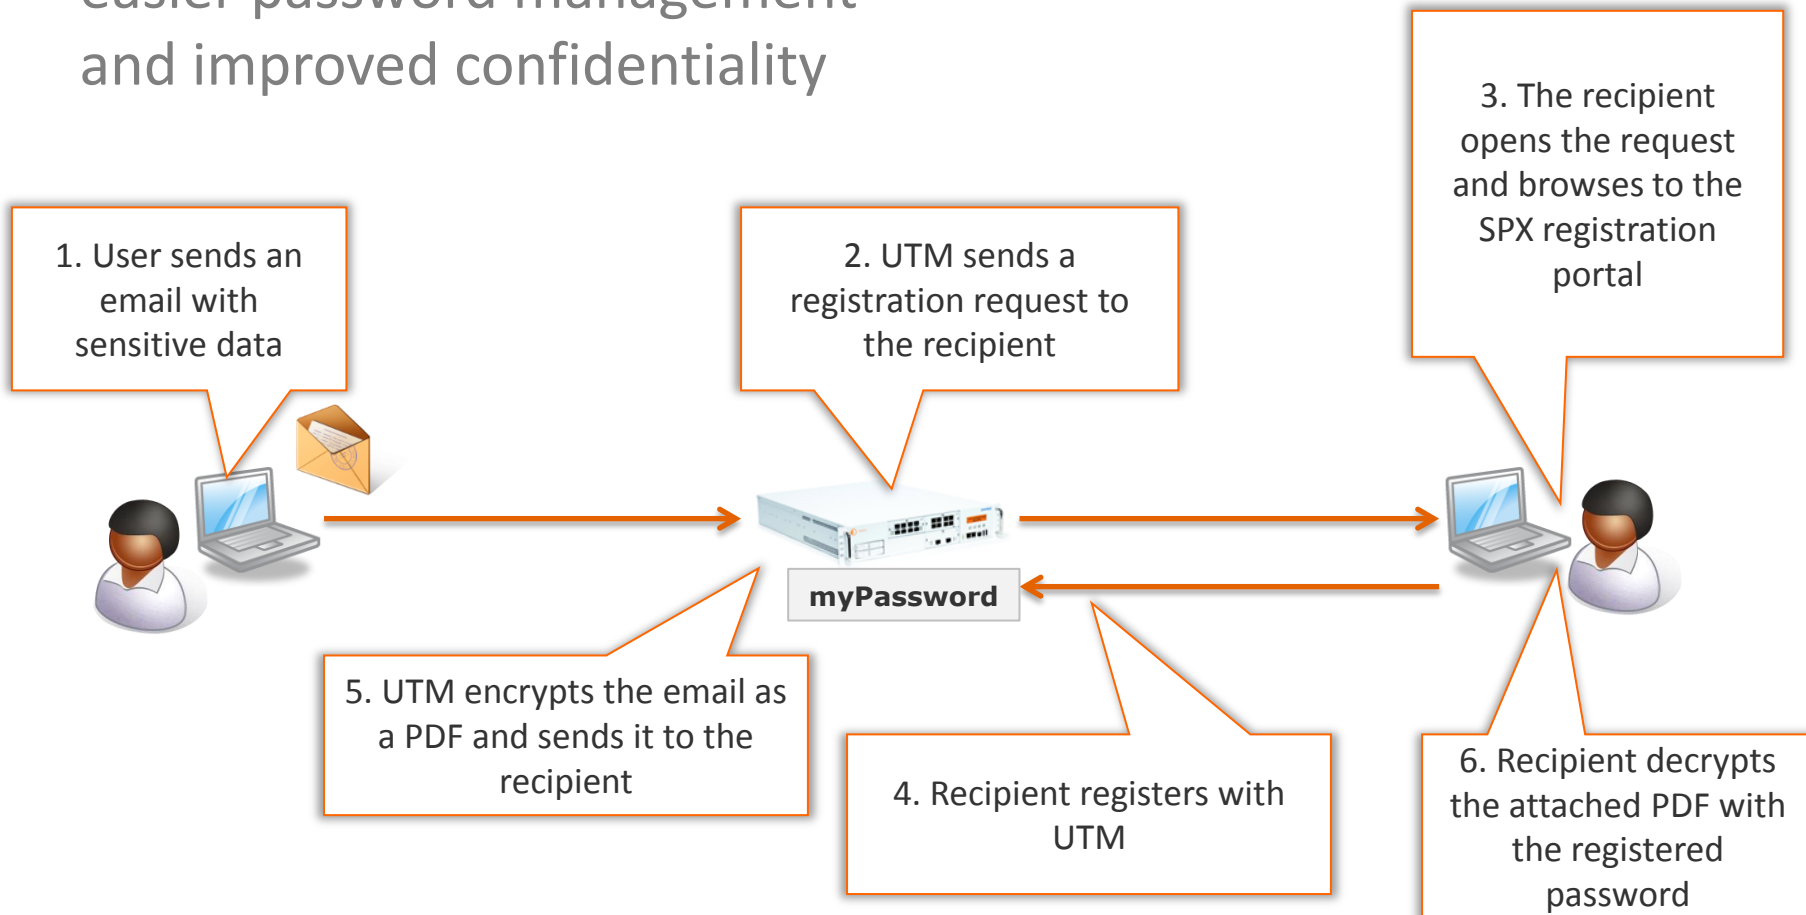 easier password management
and improved confidentiality
1. User sends an
email with
sensitive data
2. UTM sends a
registration request to
the recipient
3. The recipient
opens the request
and browses to the
SPX registration
portal
myPassword
4. Recipient registers with
UTM
5. UTM encrypts the email as
a PDF and sends it to the
recipient
6. Recipient decrypts
the attached PDF with
the registered
password